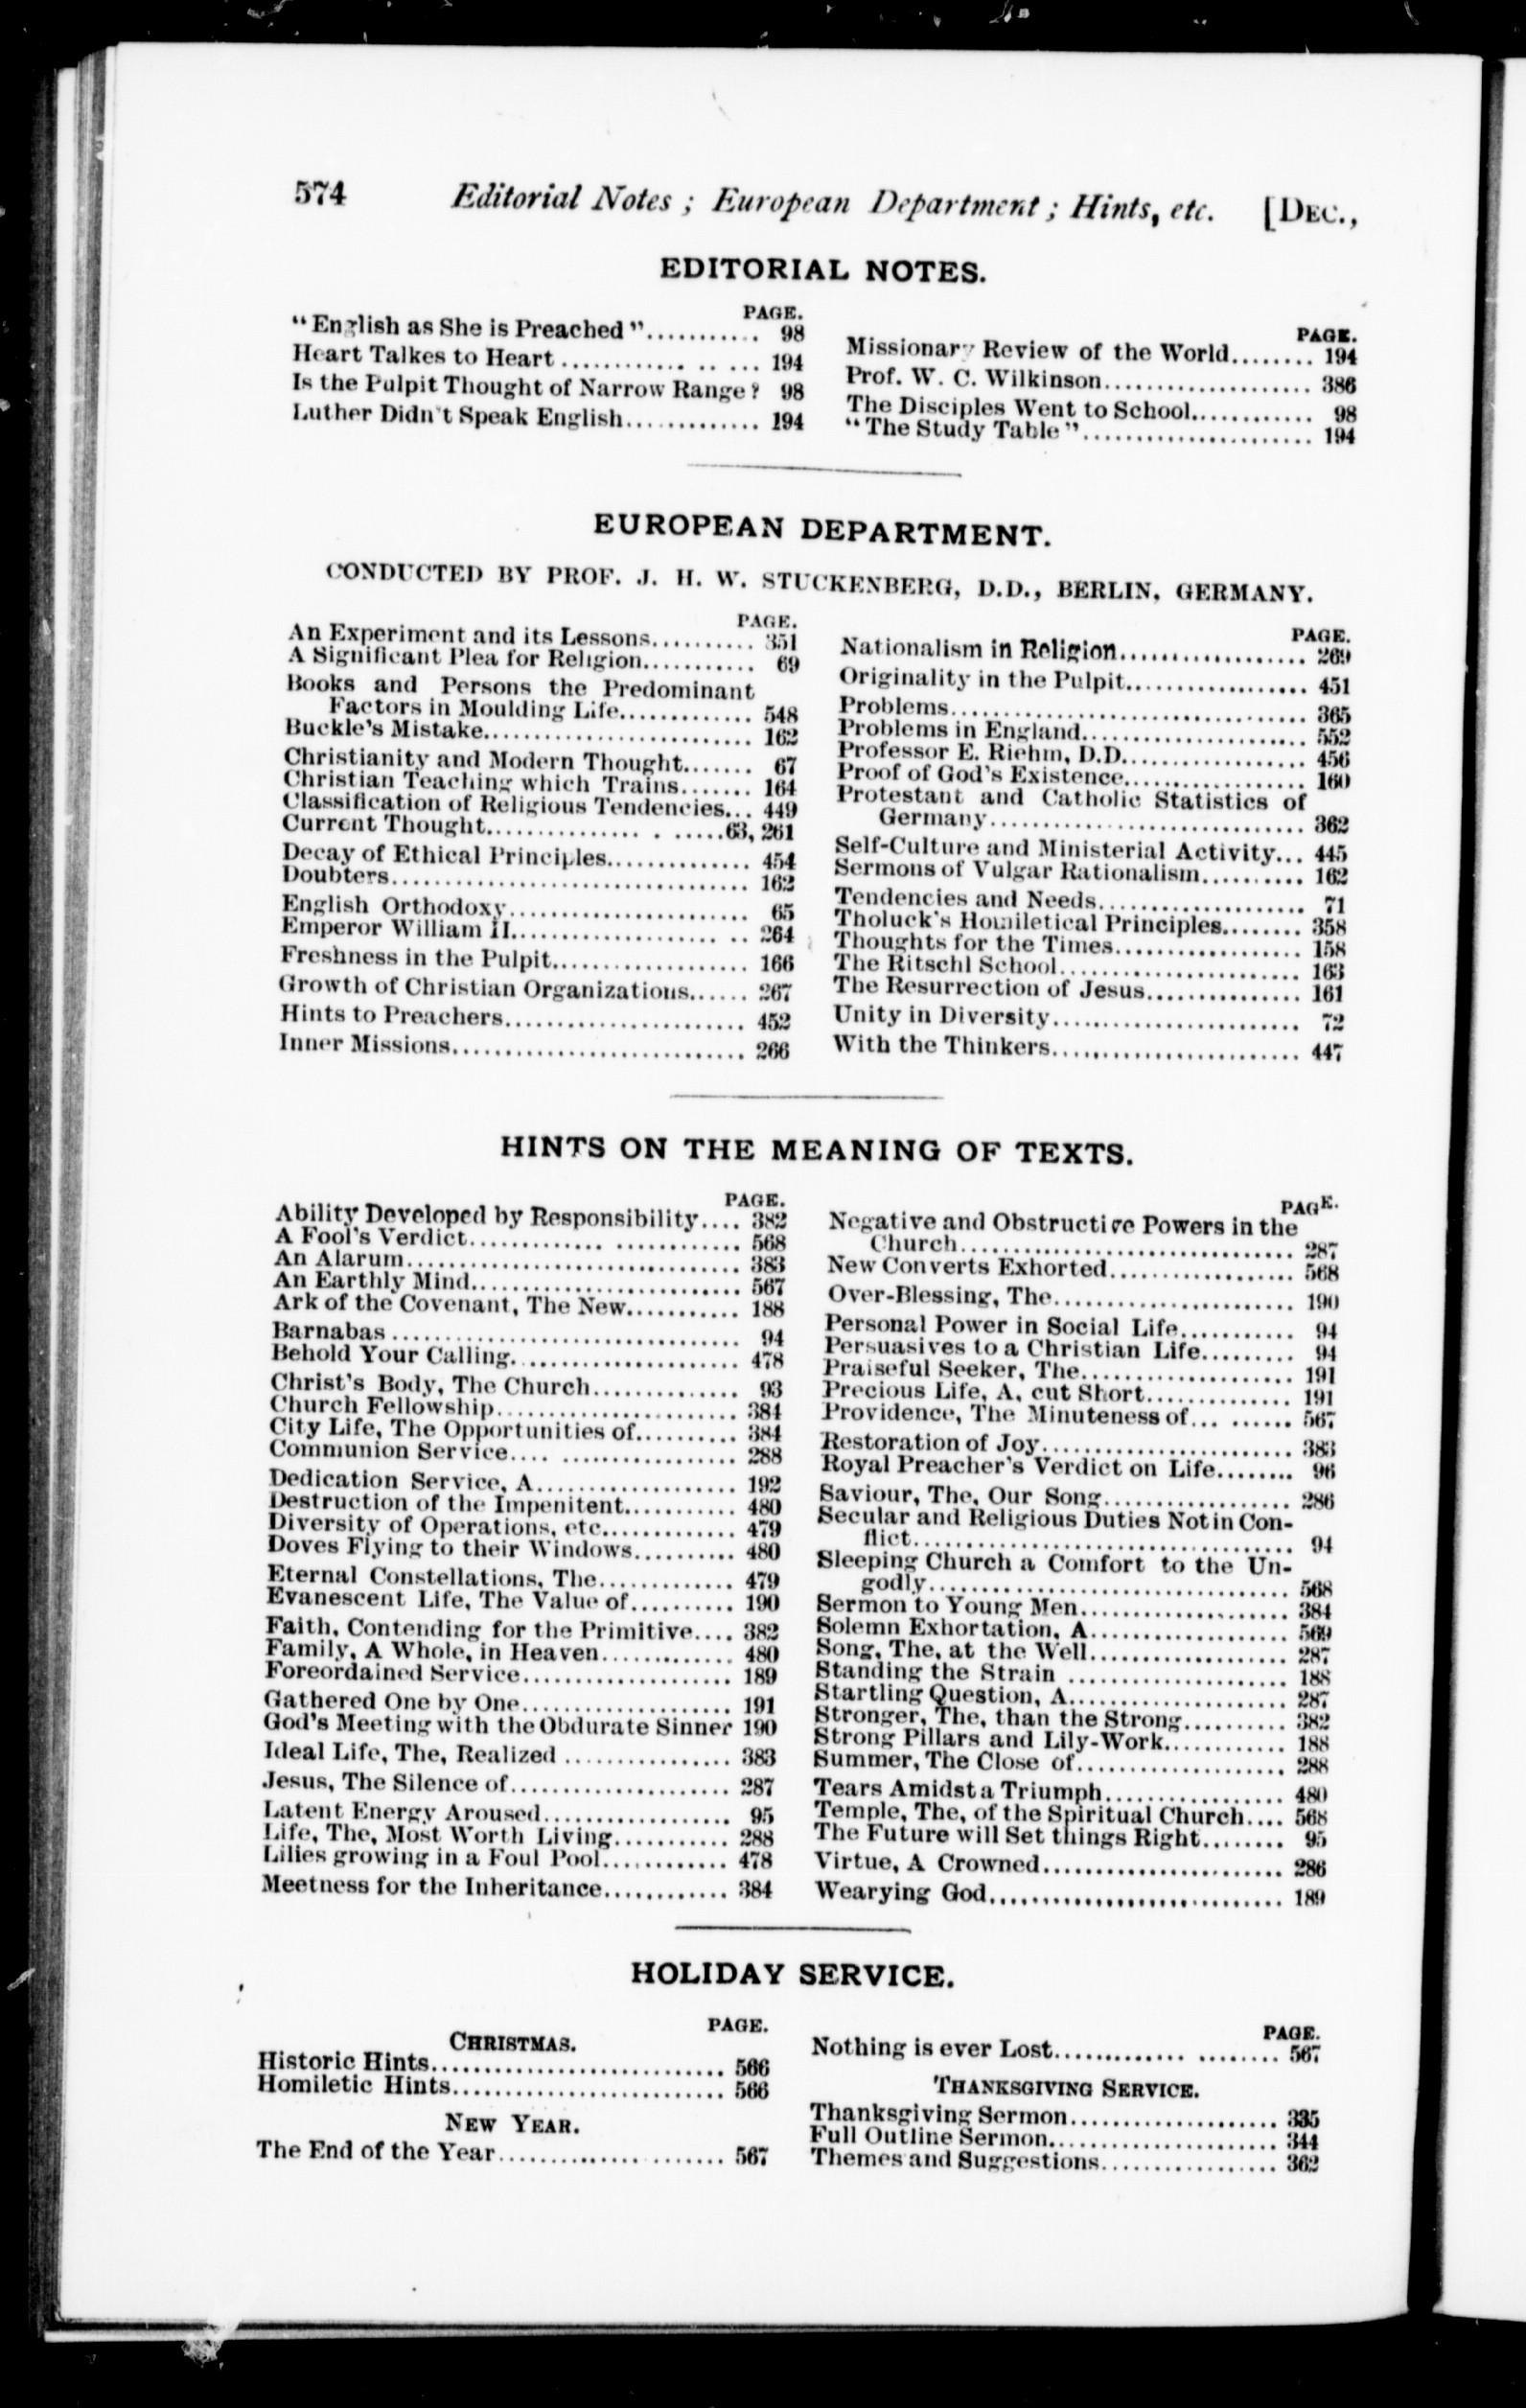 574 Editorial Notes ; European Department ; Hints, etc. [DEC.,
EDITORIAL NOTES.
PAGE.
"English as She is Preached"........... 98
Heart Talkes to Heart ............ .. ... 194
Is the Pulpit Thought of Narrow Range? 98
Luther Didn't Speak English............. 194
PAGE.
Missionary Review of the World........ 194
Prof. W. C. Wilkinson.................... 386
The Disciples Went to School............ 98
"The Study Table"...................... 194
EUROPEAN DEPARTMENT.
CONDUCTED BY PROF. J. H. W. STUCKENBERG, D.D., BERLIN, GERMANY.
PAGE.
An Experiment and its Lessons.......... 351
A Significant Plea for Religion........... 69
Books and Persons the Predominant
Factors in Moulding Life............. 548
Buckle's Mistake.......................... 162
Christianity and Modern Thought....... 67
Christian Teaching which Trains....... 164
Classification of Religious Tendencies... 449
Current Thought............... . ......63, 261
Decay of Ethical Principles.............. 454
Doubters................................... 162
English Orthodoxy........................ 65
Emperor William II.................... .. 264
Freshness in the Pulpit................... 166
Growth of Christian Organizations...... 267
Hints to Preachers....................... 452
Inner Missions............................. 266
PAGE.
Nationalism in Religion.................. 269
Originality in the Pulpit.................. 451
Problems................................... 365
Problems in England...................... 552
Professor E. Riehm, D.D.................. 456
Proof of God's Existence.................. 160
Protestant and Catholic Statistics of
Germany............................... 362
Self-Culture and Ministerial Activity... 445
Sermons of Vulgar Rationalism.......... 162
Tendencies and Needs.................... 71
Tholuck's Homiletical Principles........ 358
Thoughts for the Times.................. 158
The Ritschl School........................ 163
The Resurrection of Jesus............... 161
Unity in Diversity........................ 72
With the Thinkers........................ 447
HINTS ON THE MEANING OF TEXTS.
PAGE.
Ability Developed by Responsibility.... 382
A Fool's Verdict............. ............ 568
An Alarum................................. 383
An Earthly Mind.......................... 567
Ark of the Covenant, The New........... 188
Barnabas .................................. 94
Behold Your Calling...................... 478
Christ's Body, The Church.............. 93
Church Fellowship........................ 384
City Life, The Opportunities of.......... 384
Communion Service.... ................. 288
Dedication Service, A.................... 192
Destruction of the Impenitent........... 480
Diversity of Operations, etc............. 479
Doves Flying to their Windows.......... 480
Eternal Constellations, The............. 479
Evanescent Life, The Value of.......... 190
Faith, Contending for the Primitive.... 382
Family, A Whole, in Heaven............. 480
Foreordained Service..................... 189
Gathered One by One..................... 191
God's Meeting with the Obdurate Sinner 190
Ideal Life, The, Realized ................ 383
Jesus, The Silence of...................... 287
Latent Energy Aroused................... 95
Life, The, Most Worth Living........... 288
Lilies growing in a Foul Pool............ 478
Meetness for the Inheritance............ 384
PAGE.
Negative and Obstructive Powers in the
Church................................. 287
New Converts Exhorted.................. 568
Over-Blessing, The........................ 190
Personal Power in Social Life........... 94
Persuasives to a Christian Life......... 94
Praiseful Seeker, The..................... 191
Precious Life, A, cut Short.............. 191
Providence, The Minuteness of... ...... 567
Restoration of Joy........................ 383
Royal Preacher's Verdict on Life........ 96
Saviour, The, Our Song.................. 286
Secular and Religious Duties Not in Con-
flict..................................... 94
Sleeping Church a Comfort to the Un-
godly................................... 568
Sermon to Young Men.................... 384
Solemn Exhortation, A................... 569
Song, The, at the Well................... 287
Standing the Strain ..................... 188
Startling Question, A..................... 287
Stronger, The, than the Strong.......... 382
Strong Pillars and Lily-Work............ 188
Summer, The Close of.................... 288
Tears Amidst a Triumph................. 480
Temple, The, of the Spiritual Church.... 568
The Future will Set things Right........ 95
Virtue, A Crowned....................... 286
Wearying God............................. 189
HOLIDAY SERVICE.
PAGE.
CHRISTMAS.
Historic Hints............................. 566
Homiletic Hints........................... 566
NEW YEAR.
The End of the Year............. ........ 567
PAGE.
Nothing is ever Lost............. ........ 567
THANKSGIVING SERVICE.
Thanksgiving Sermon.................... 335
Full Outline Sermon...................... 344
Themes and Suggestions................. 362